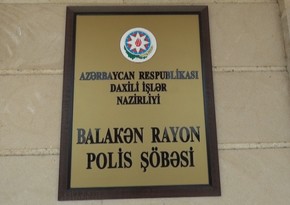 AZƏRBAYCAN RESPUBLİKASI
DAXİLİ İŞLƏR
NAZİRLİYİ
BALAKƏN RAYON
POLİS ŞÖBƏSİ